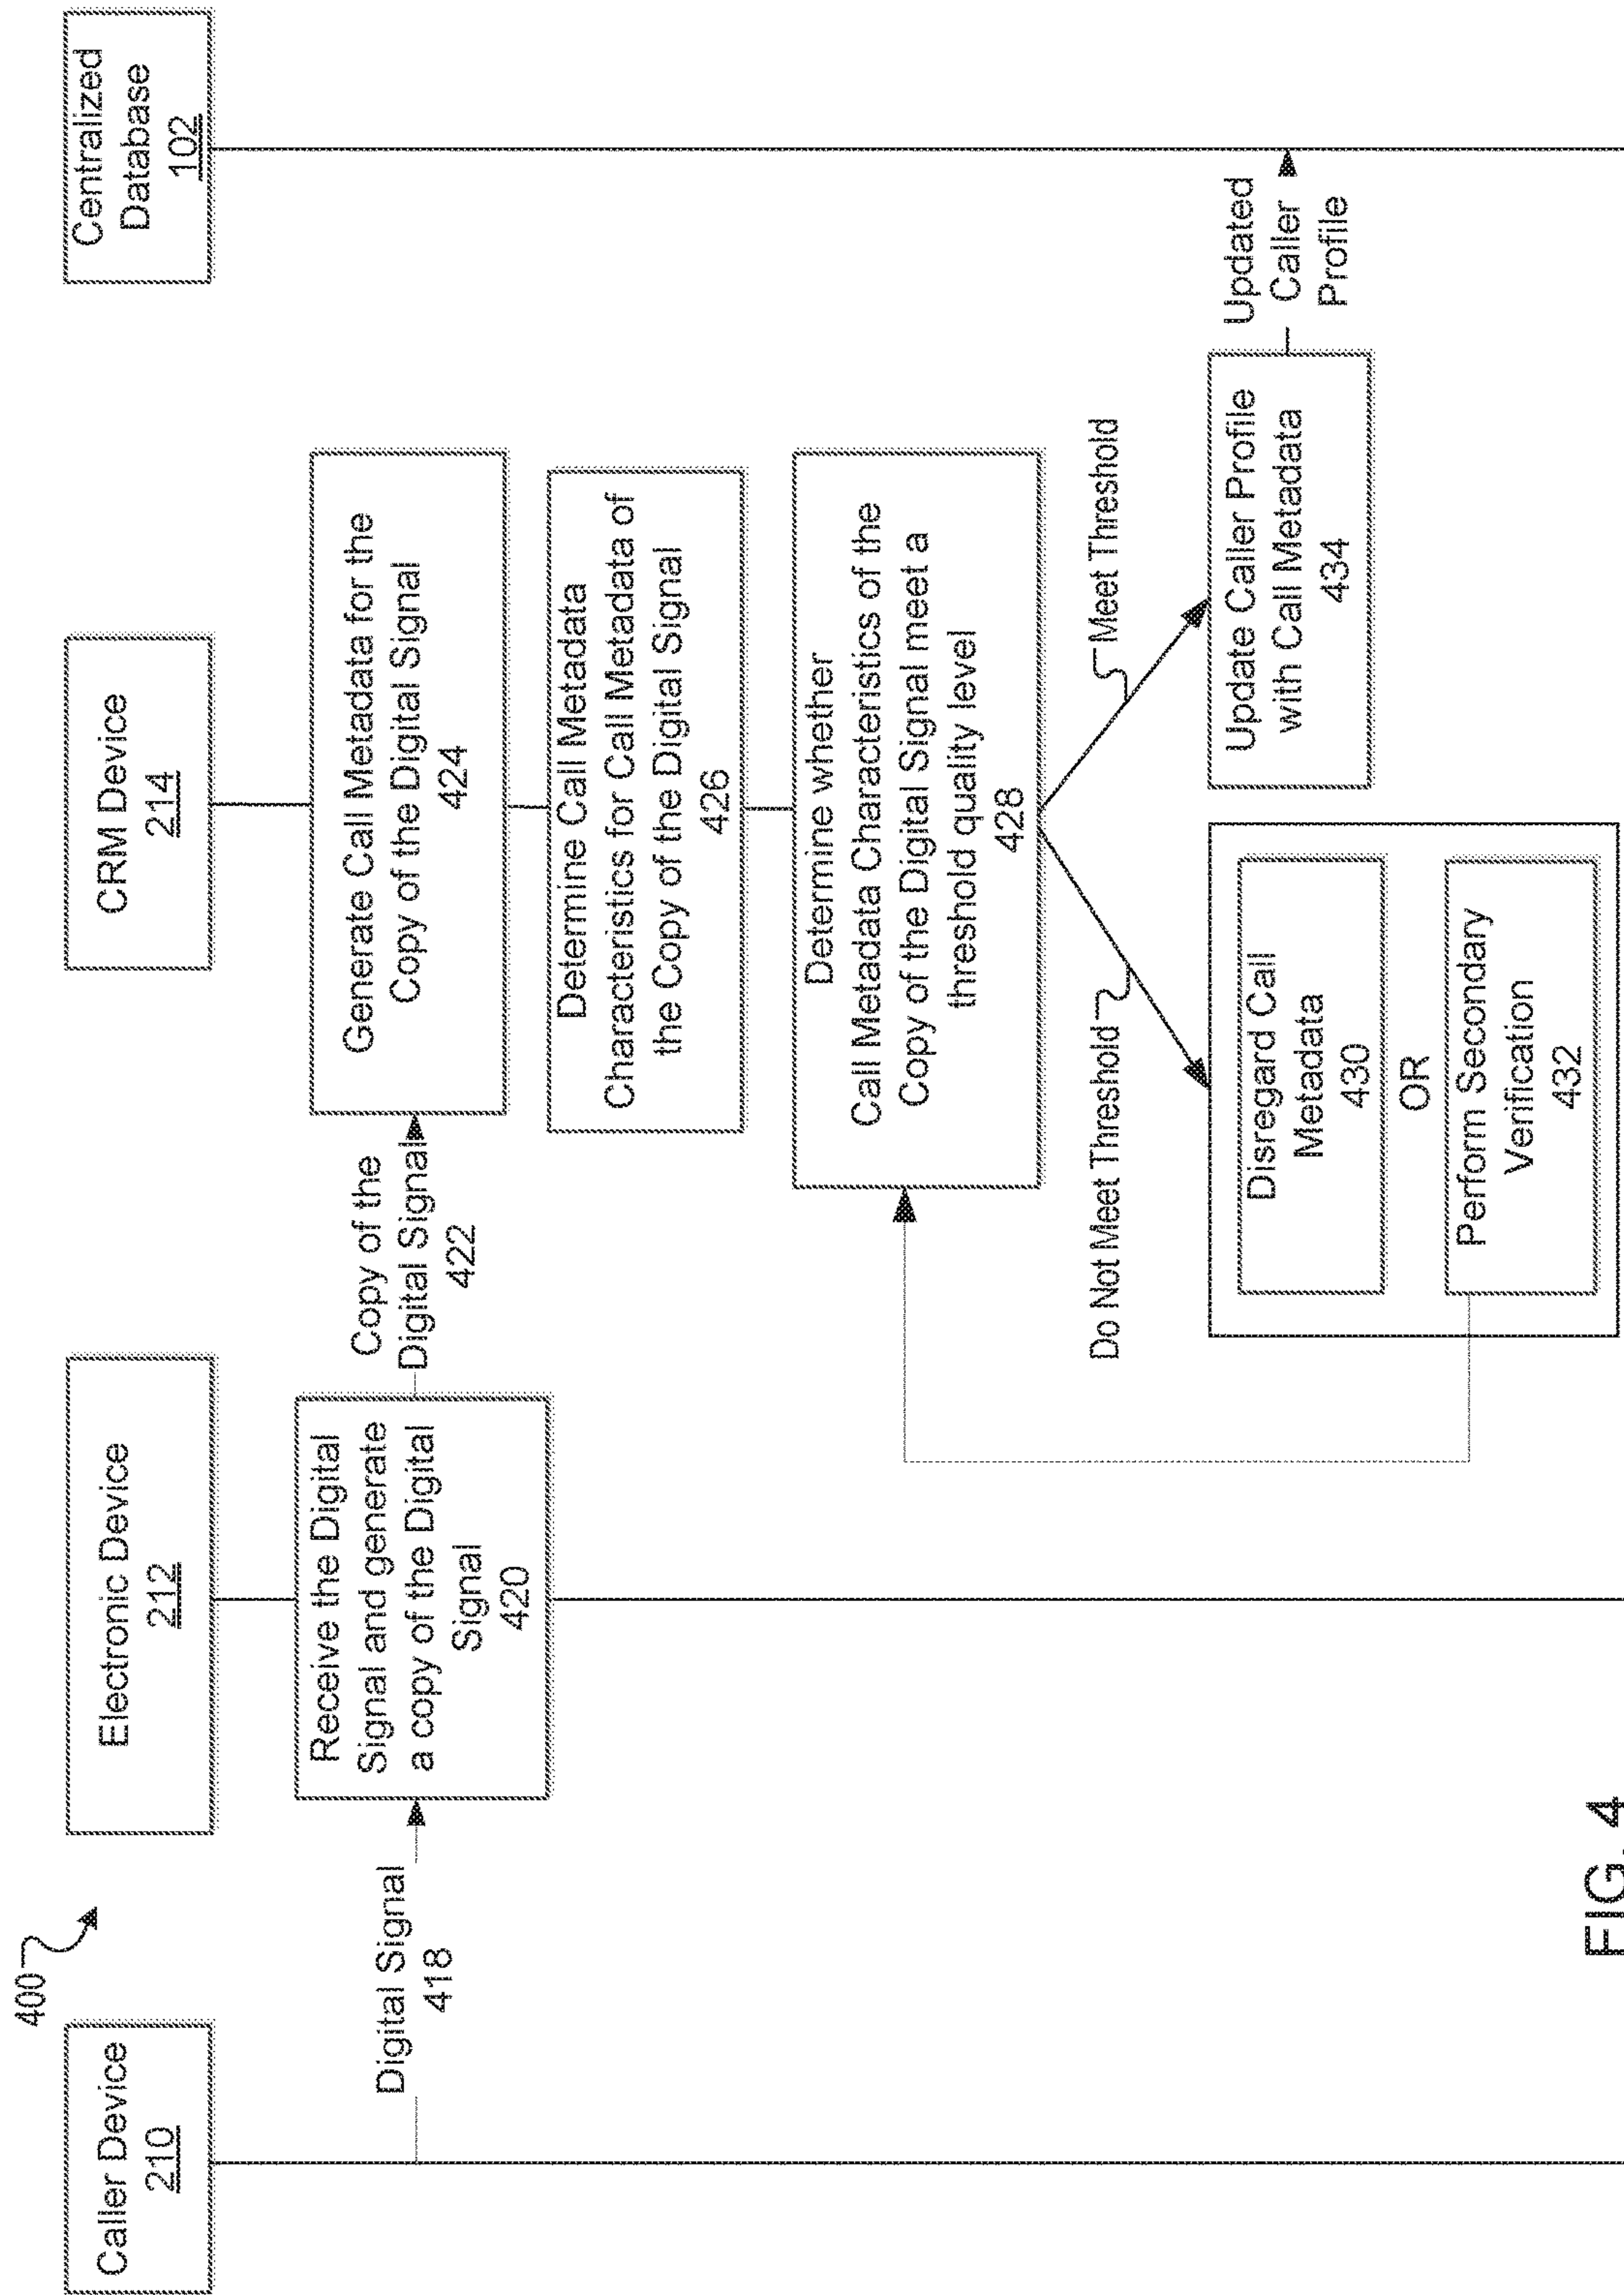 400
Caller Device
210
Electronic Device
212
CRM Device
214
Centralized
Database
102
Digital Signal
418
Receive the Digital
Signal and generate
a copy of the Digital
Signal
420
Copy of the
Digital Signal
422
Generate Call Metadata for the
Copy of the Digital Signal
424
Determine Call Metadata
Characteristics for Call Metadata of
the Copy of the Digital Signal
426
Determine whether
Call Metadata Characteristics of the
Copy of the Digital Signal meet a
threshold quality level
428
Do Not Meet Threshold
Meet Threshold
Disregard Call
Metadata
430
OR
Perform Secondary
Verification
432
Update Caller Profile
with Call Metadata
434
Updated
Caller
Profile
FIG. 4